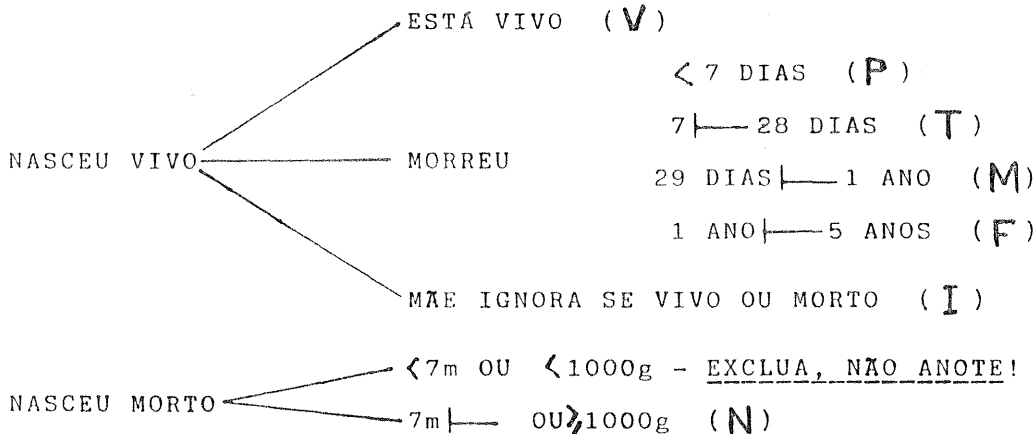 ESTÁ VIVO (V)
< 7 DIAS (P)
7 ├── 28 DIAS (T)
NASCEU VIVO MORREU
29 DIAS ├── 1 ANO (M)
1 ANO ├── 5 ANOS (F)
MÃE IGNORA SE VIVO OU MORTO (I)
<7m OU <1000g - EXCLUA, NÃO ANOTE!
NASCEU MORTO
7m ├── OU ⩾1000g (N)